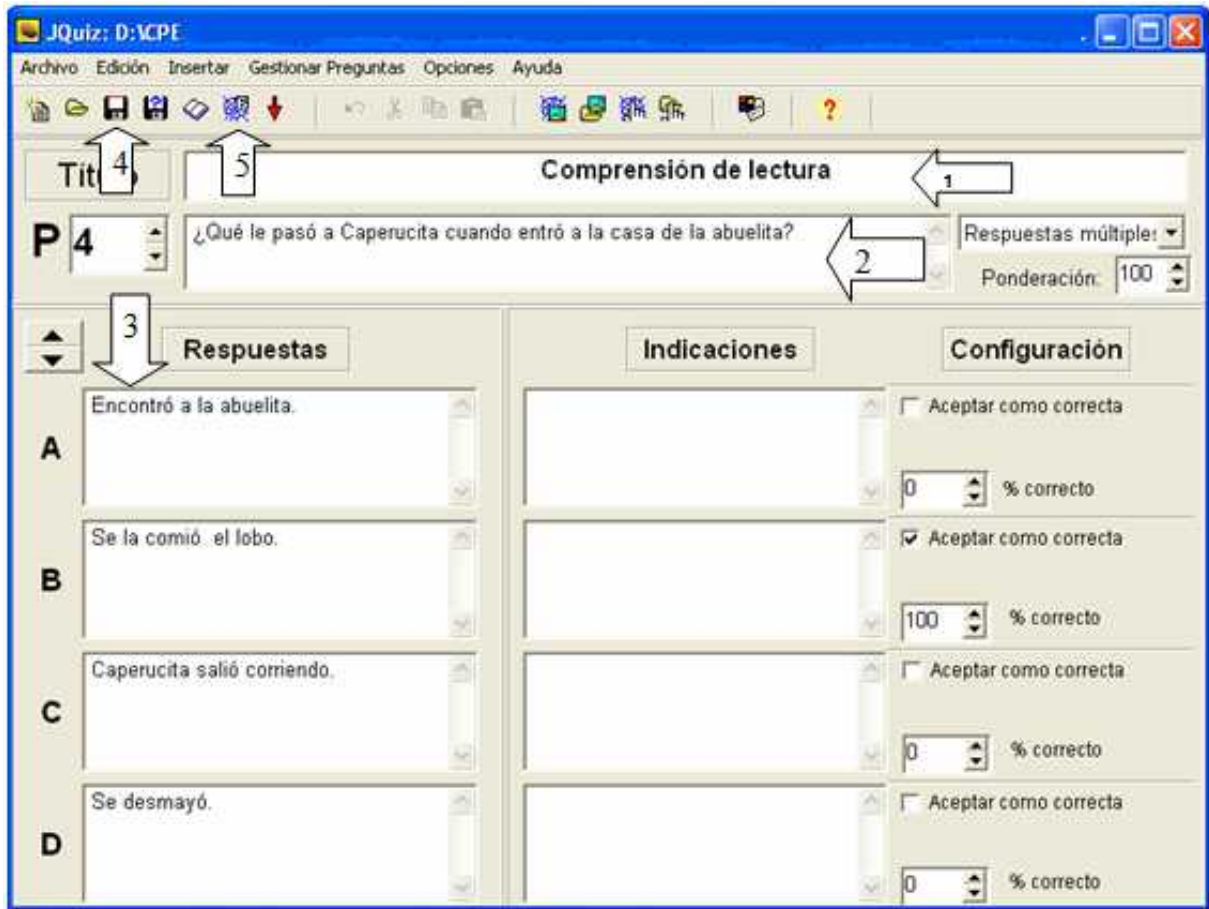 JQuiz: D:\CPE
Archivo Edición Insertar Gestionar Preguntas Opciones Ayuda
?
4
5
Comprensión de lectura
1
P 4
¿Qué le pasó a Caperucita cuando entró a la casa de la abuelita?
2
Respuestas múltiples
Ponderación: 100
3
Respuestas Indicaciones Configuración
A
Encontró a la abuelita.
Aceptar como correcta
0 % correcto
B
Se la comió el lobo.
Aceptar como correcta
100 % correcto
C
Caperucita salió corriendo.
Aceptar como correcta
0 % correcto
D
Se desmayó.
Aceptar como correcta
0 % correcto